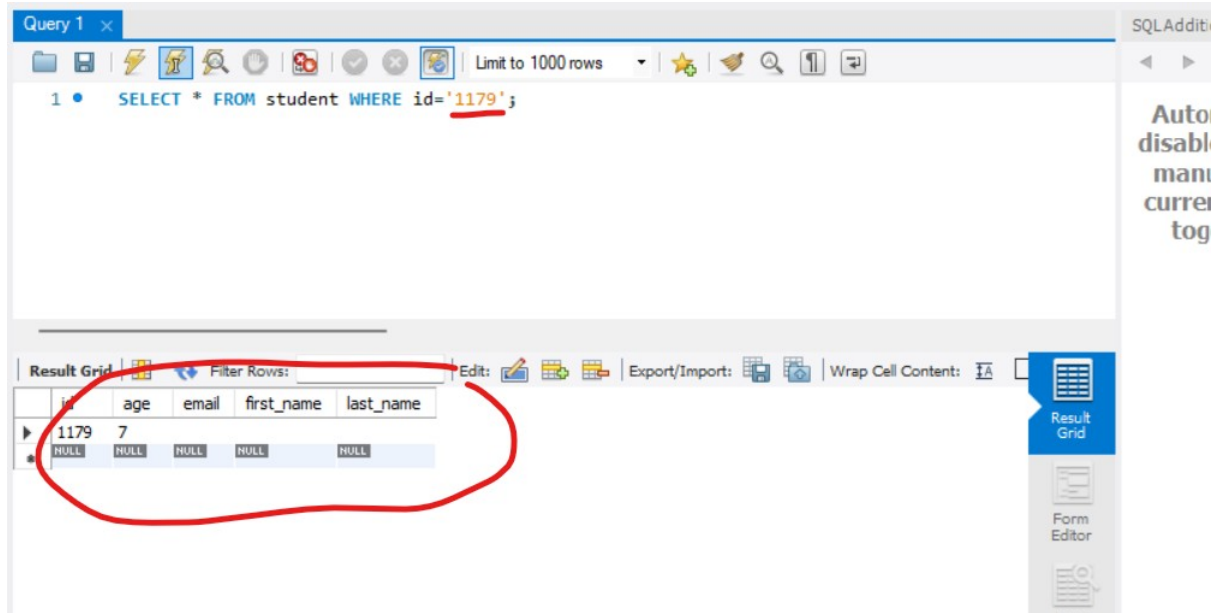 Query 1
SQLAdditi
Limit to 1000 rows
1 SELECT * FROM student WHERE id='1179';
Autor
disable
manu
curren
tog
Result Grid Filter Rows: Edit: Export/Import: Wrap Cell Content:
id age email first_name last_name
1179 7
NULL NULL NULL NULL NULL
Result
Grid
Form
Editor